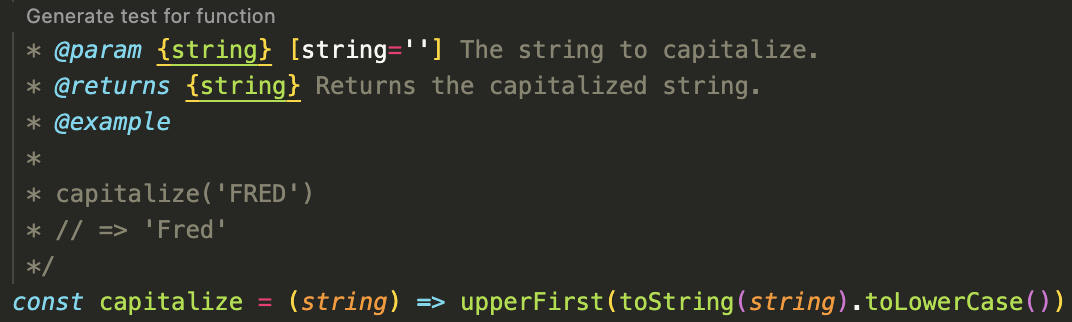 Generate test for function
* @param {string} [string=''] The string to capitalize.
* @returns {string} Returns the capitalized string.
* @example
*
* capitalize('FRED')
* // => 'Fred'
*/
const capitalize = (string) => upperFirst(toString(string).toLowerCase())